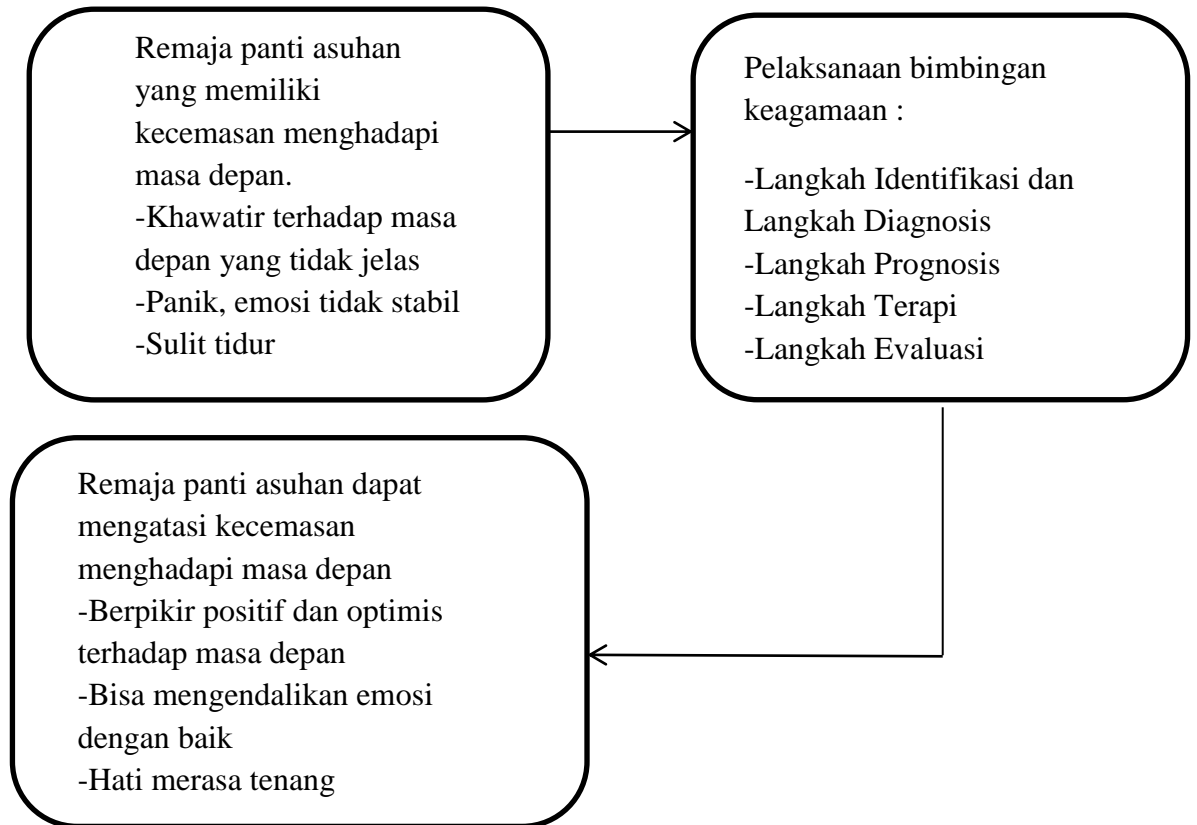 Remaja panti asuhan
yang memiliki
kecemasan menghadapi
masa depan.
-Khawatir terhadap masa
depan yang tidak jelas
-Panik, emosi tidak stabil
-Sulit tidur
Pelaksanaan bimbingan
keagamaan :
-Langkah Identifikasi dan
Langkah Diagnosis
-Langkah Prognosis
-Langkah Terapi
-Langkah Evaluasi
Remaja panti asuhan dapat
mengatasi kecemasan
menghadapi masa depan
-Berpikir positif dan optimis
terhadap masa depan
-Bisa mengendalikan emosi
dengan baik
-Hati merasa tenang